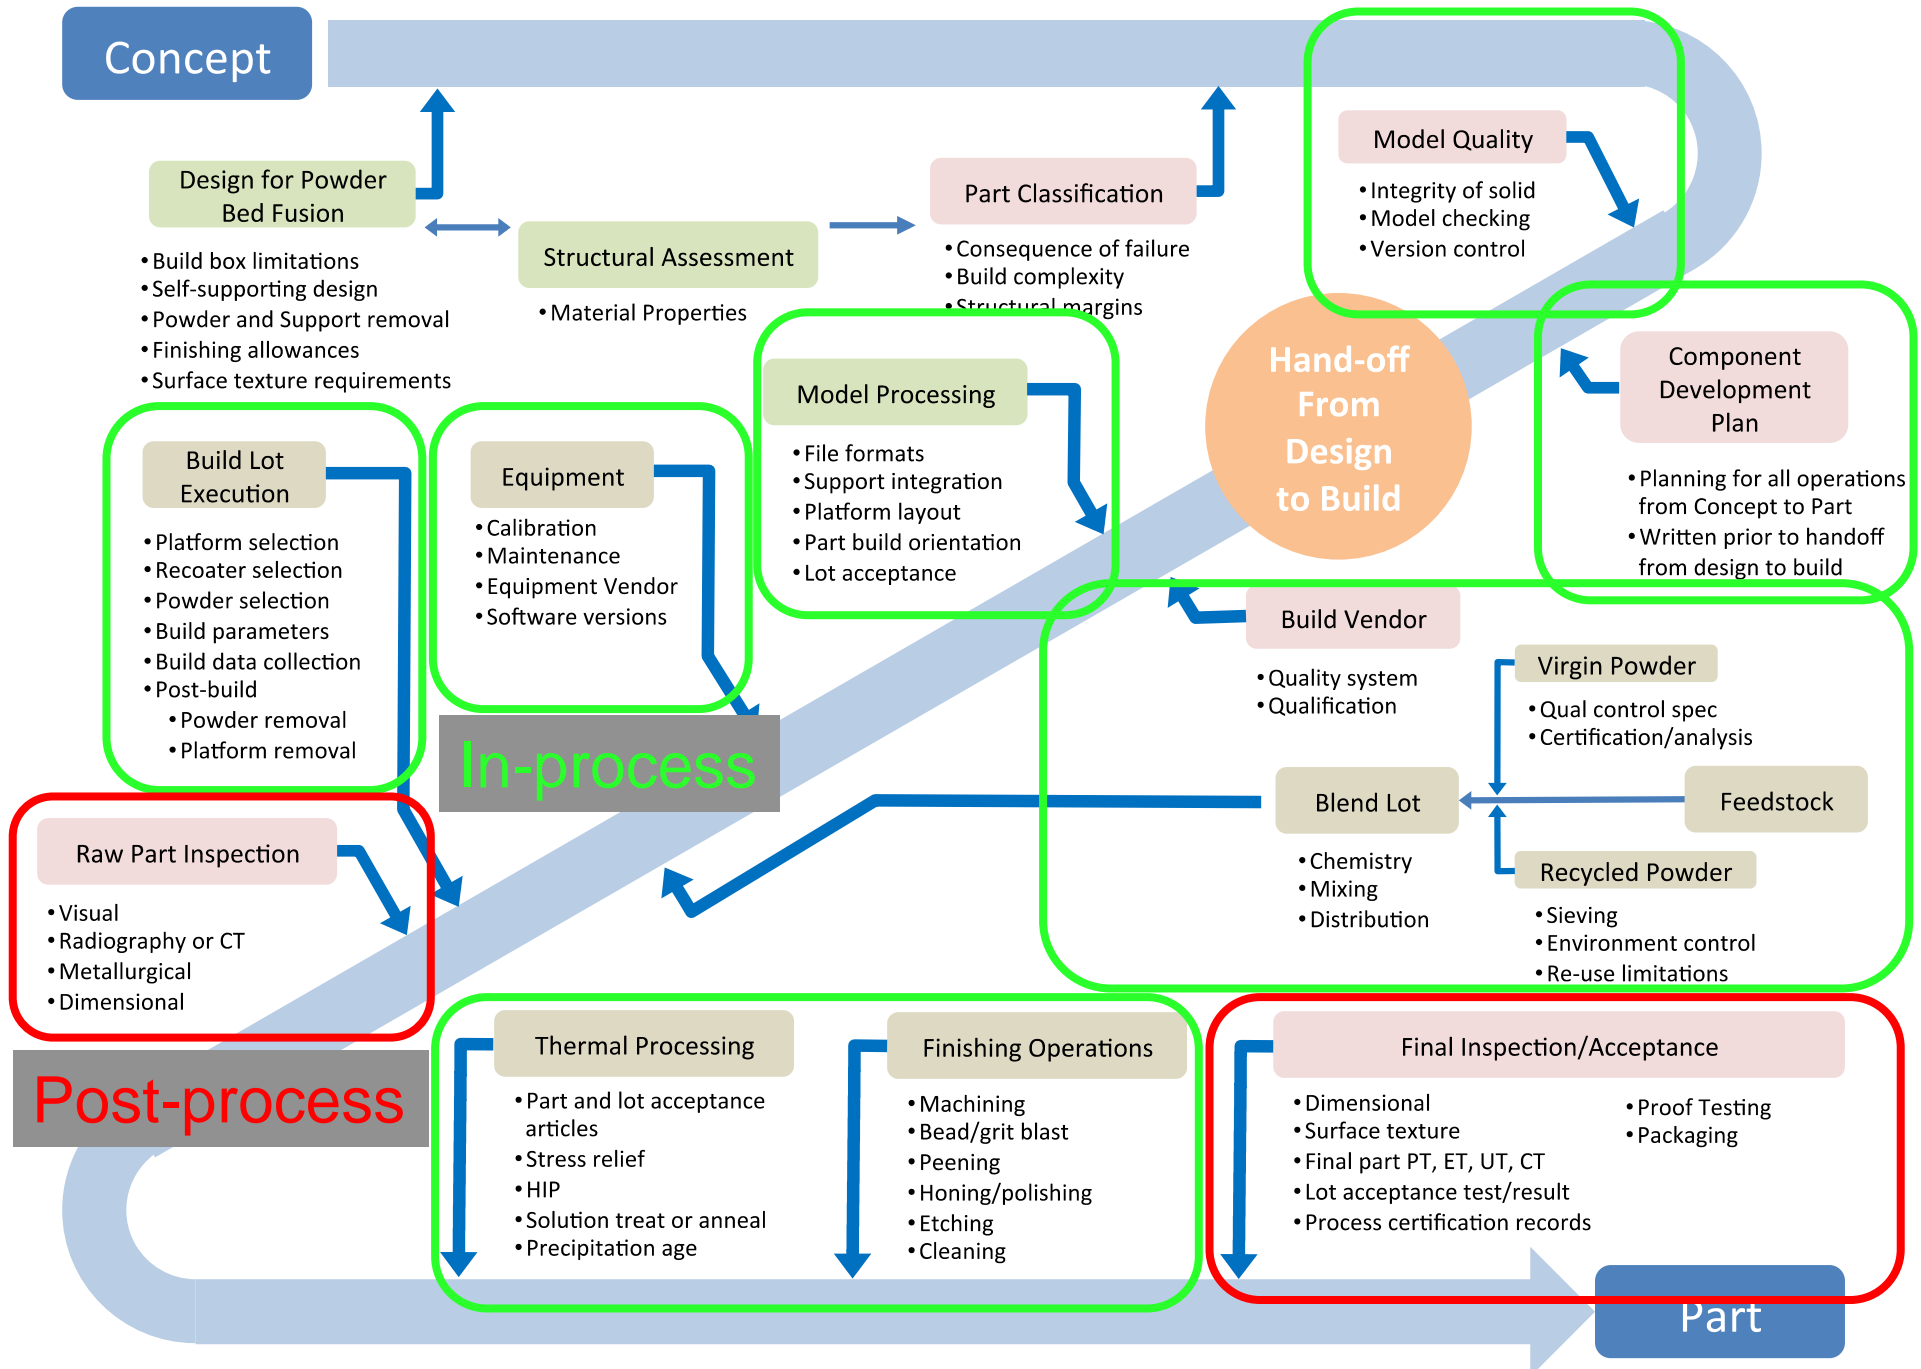 Concept
Design for Powder
Bed Fusion
• Build box limitations
• Self-supporting design
• Powder and Support removal
• Finishing allowances
• Surface texture requirements
Structural Assessment
• Material Properties
Part Classification
• Consequence of failure
• Build complexity
• Structural margins
Model Quality
• Integrity of solid
• Model checking
• Version control
Hand-off
From
Design
to Build
Component
Development
Plan
• Planning for all operations
from Concept to Part
• Written prior to handoff
from design to build
Model Processing
• File formats
• Support integration
• Platform layout
• Part build orientation
• Lot acceptance
Equipment
• Calibration
• Maintenance
• Equipment Vendor
• Software versions
Build Lot
Execution
• Platform selection
• Recoater selection
• Powder selection
• Build parameters
• Build data collection
• Post-build
• Powder removal
• Platform removal
In-process
Build Vendor
• Quality system
• Qualification
Virgin Powder
• Qual control spec
• Certification/analysis
Blend Lot
• Chemistry
• Mixing
• Distribution
Feedstock
Recycled Powder
• Sieving
• Environment control
• Re-use limitations
Raw Part Inspection
• Visual
• Radiography or CT
• Metallurgical
• Dimensional
Post-process
Thermal Processing
• Part and lot acceptance
articles
• Stress relief
• HIP
• Solution treat or anneal
• Precipitation age
Finishing Operations
• Machining
• Bead/grit blast
• Peening
• Honing/polishing
• Etching
• Cleaning
Final Inspection/Acceptance
• Dimensional
• Surface texture
• Final part PT, ET, UT, CT
• Lot acceptance test/result
• Process certification records
• Proof Testing
• Packaging
Part